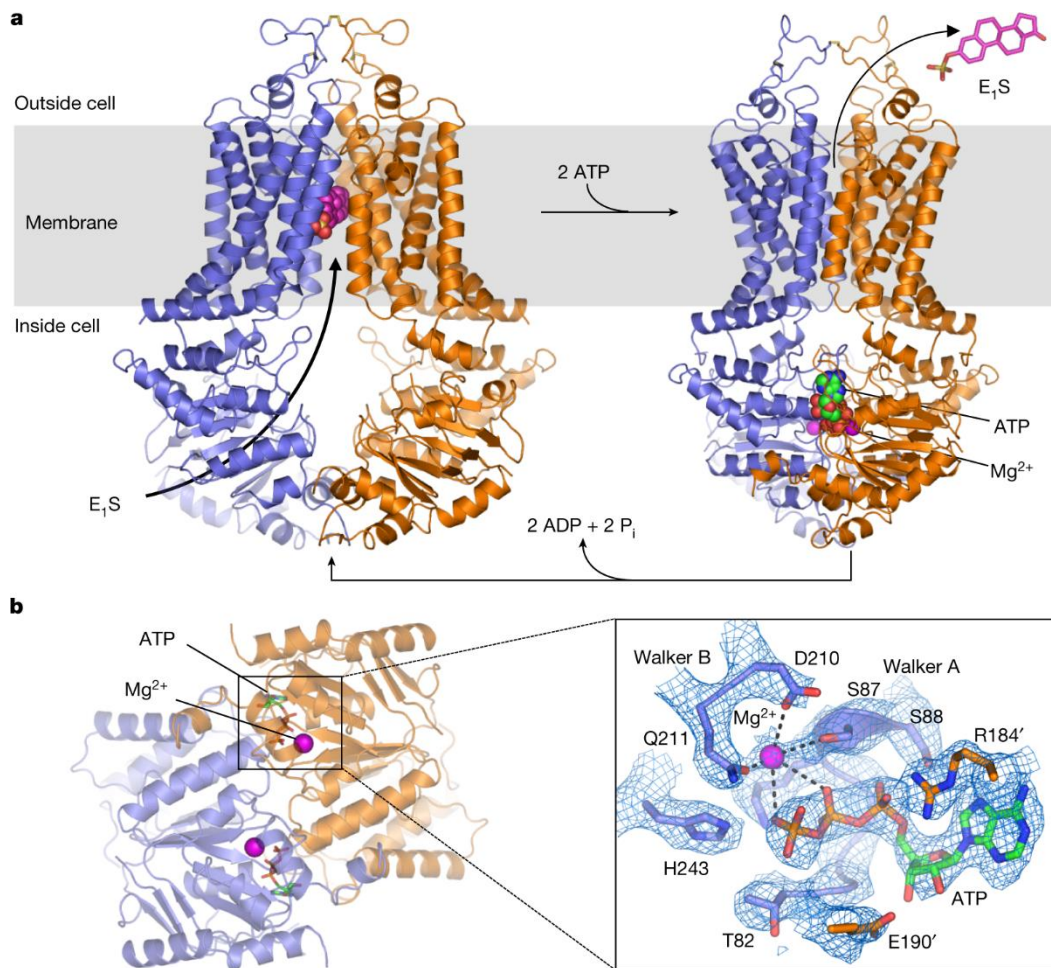 a
Outside cell
E₁S
2 ATP
Membrane
Inside cell
ATP
Mg²⁺
E₁S
2 ADP + 2 Pᵢ
b
ATP
Mg²⁺
Walker B
D210
Walker A
S87
Mg²⁺
S88
Q211
R184′
H243
ATP
T82
E190′